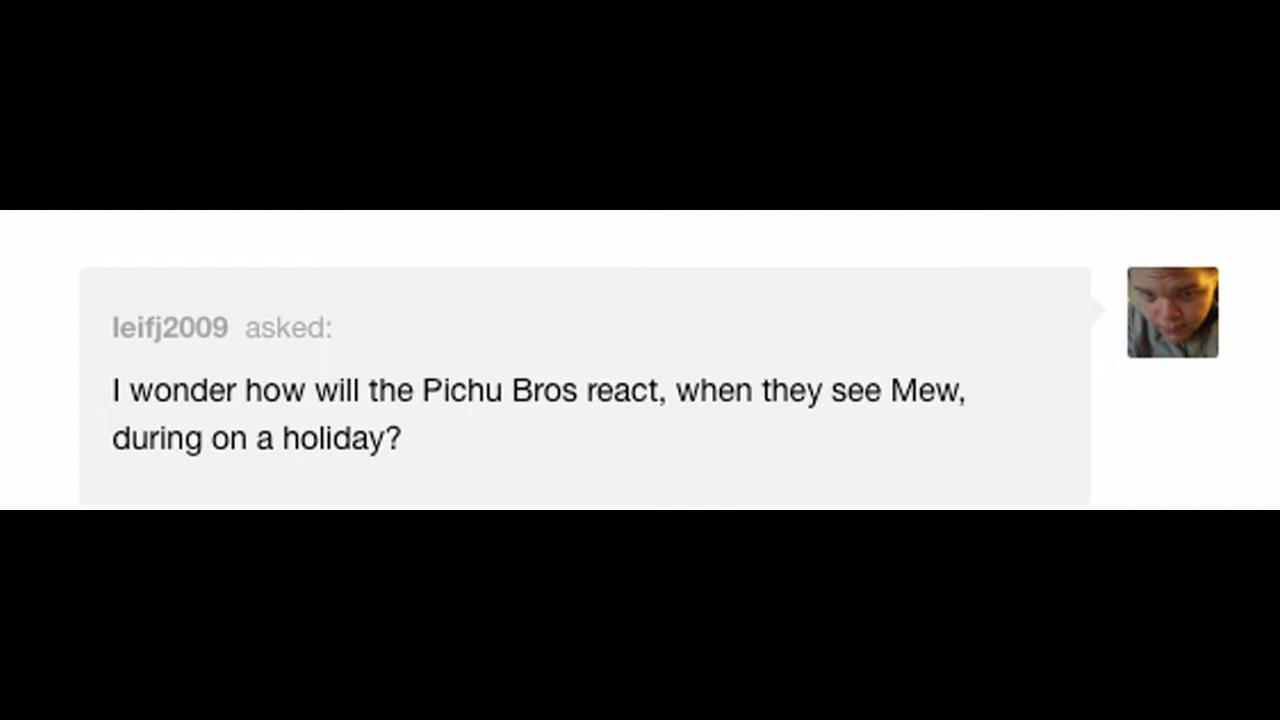 leifj2009 asked:
I wonder how will the Pichu Bros react, when they see Mew,
during on a holiday?